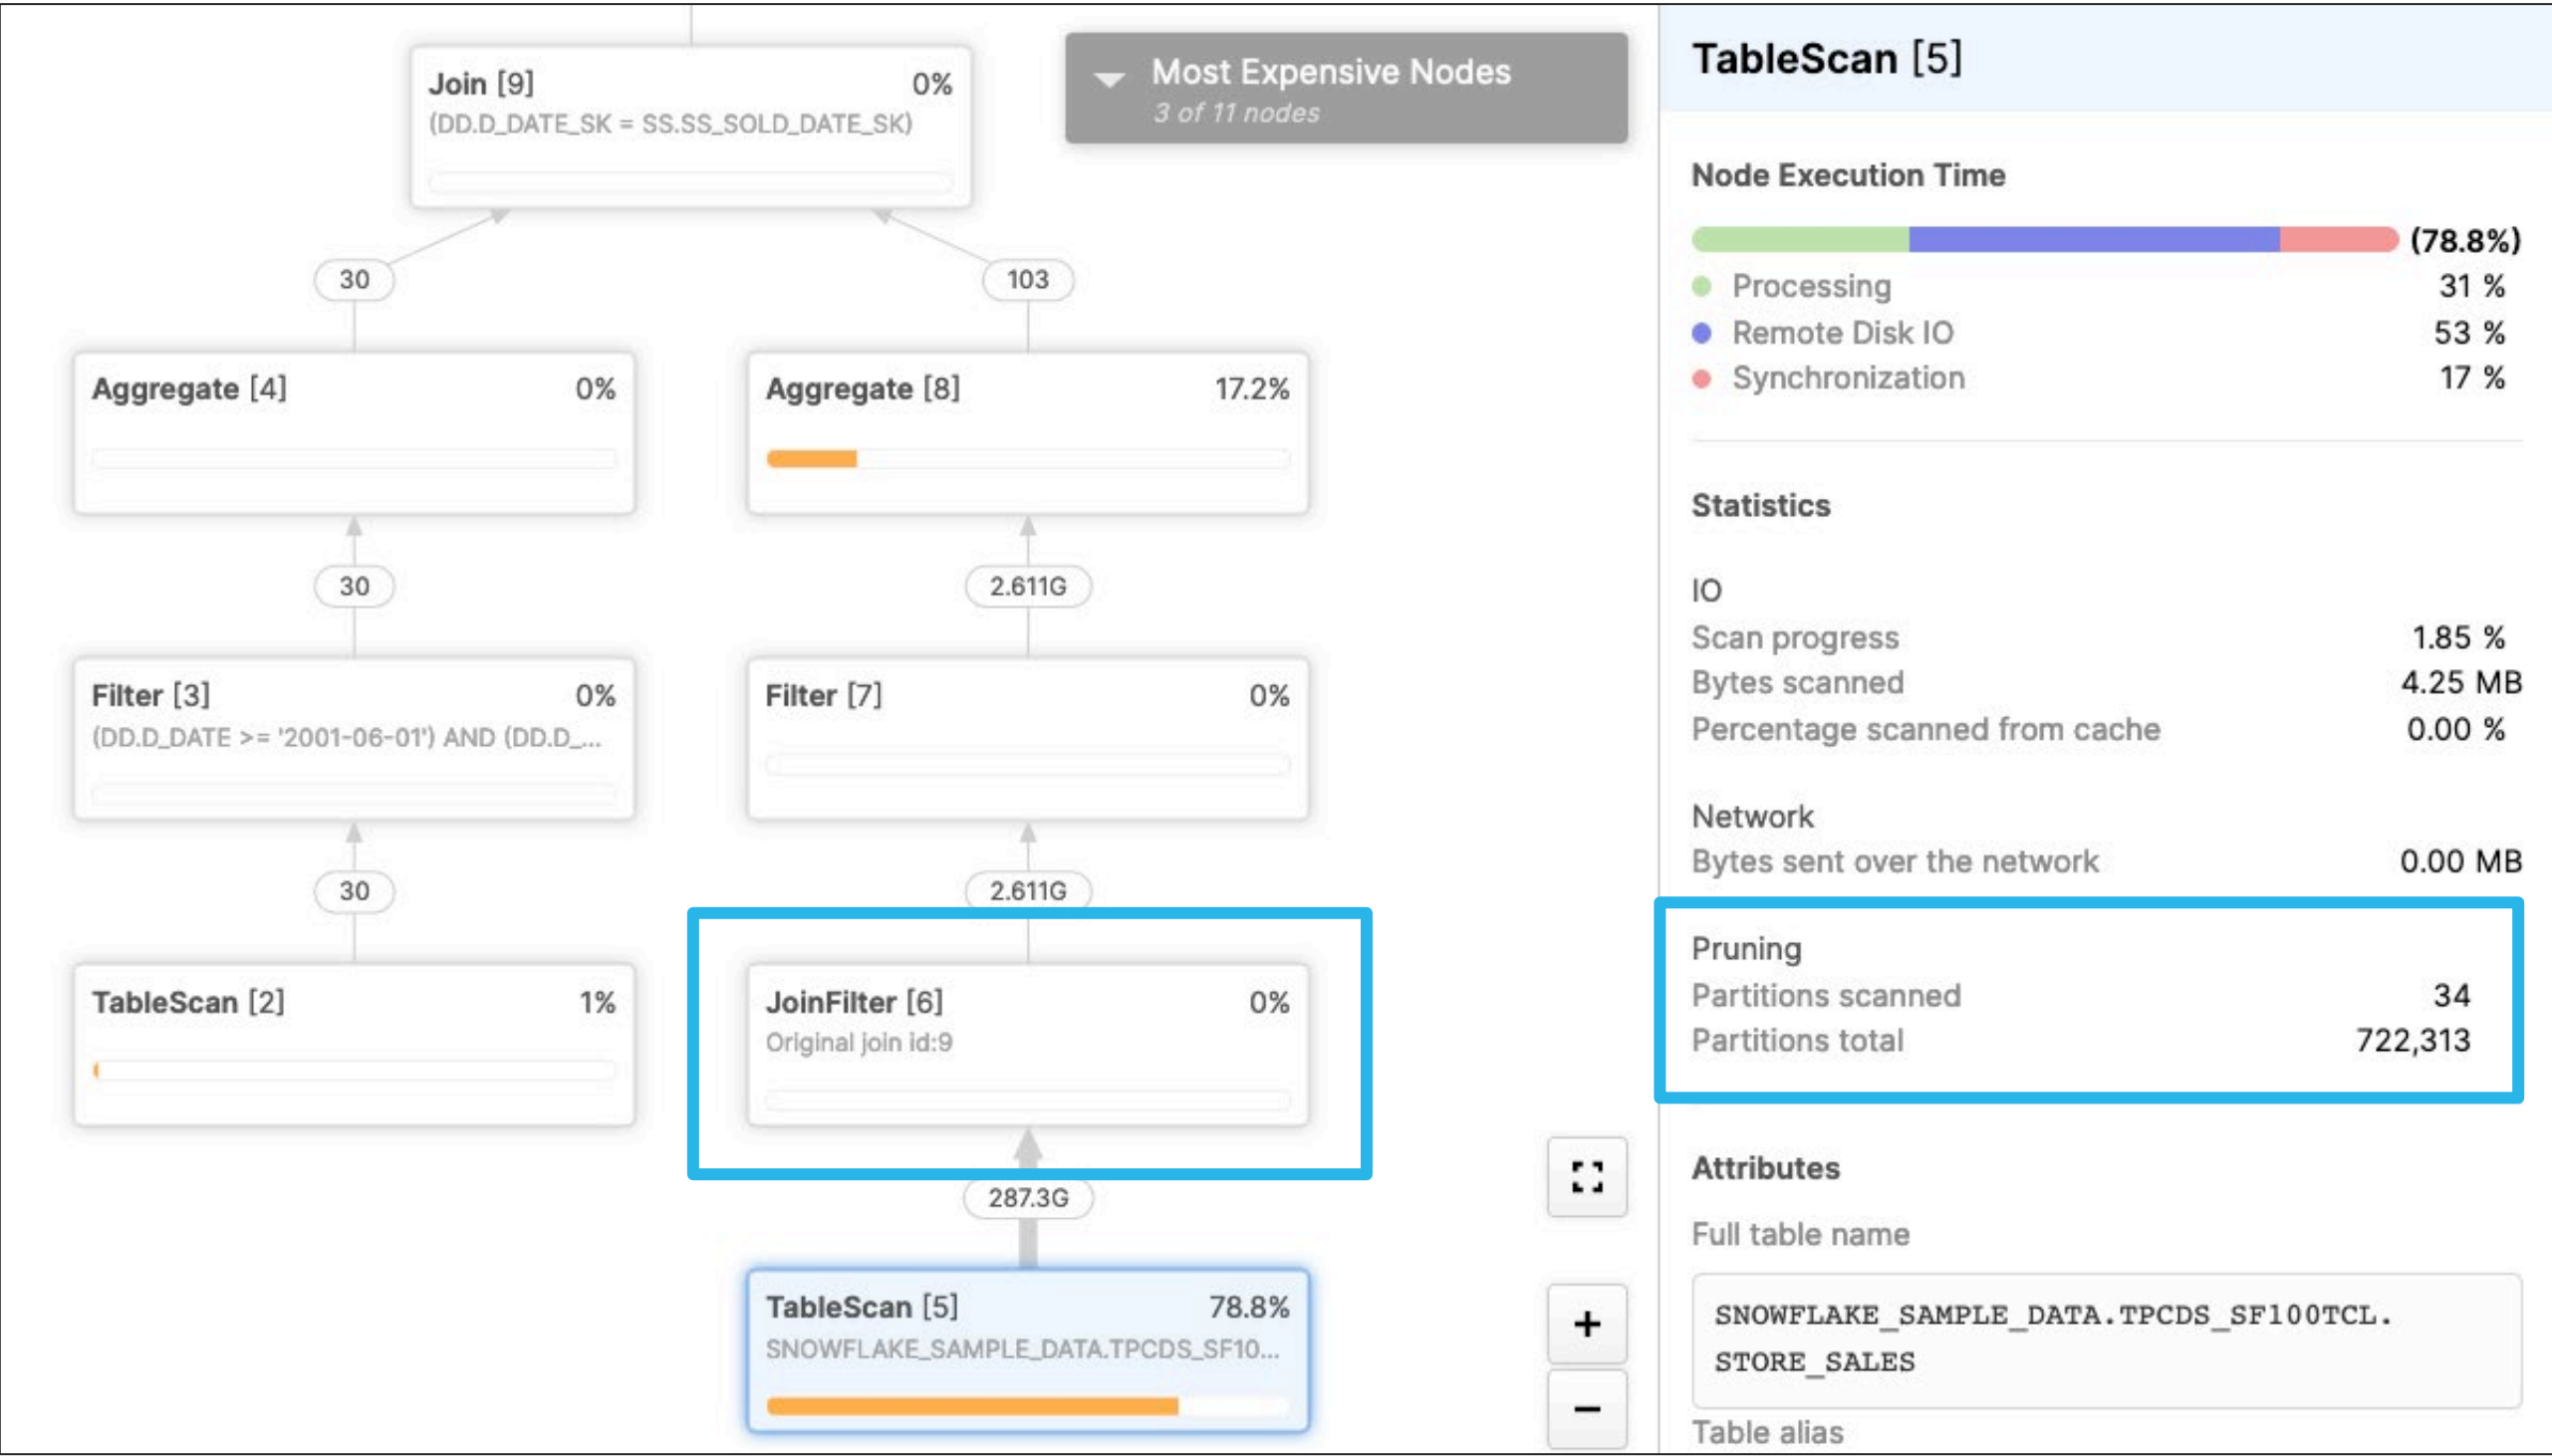 Join [9] 0%
(DD.D_DATE_SK = SS.SS_SOLD_DATE_SK)
Most Expensive Nodes
3 of 11 nodes
30
103
Aggregate [4] 0%
Aggregate [8] 17.2%
30
2.611G
Filter [3] 0%
(DD.D_DATE >= '2001-06-01') AND (DD.D_...
Filter [7] 0%
30
2.611G
TableScan [2] 1%
JoinFilter [6] 0%
Original join id:9
287.3G
TableScan [5] 78.8%
SNOWFLAKE_SAMPLE_DATA.TPCDS_SF10...
+
−
TableScan [5]
Node Execution Time
(78.8%)
Processing 31 %
Remote Disk IO 53 %
Synchronization 17 %
Statistics
IO
Scan progress 1.85 %
Bytes scanned 4.25 MB
Percentage scanned from cache 0.00 %
Network
Bytes sent over the network 0.00 MB
Pruning
Partitions scanned 34
Partitions total 722,313
Attributes
Full table name
SNOWFLAKE_SAMPLE_DATA.TPCDS_SF100TCL.
STORE_SALES
Table alias